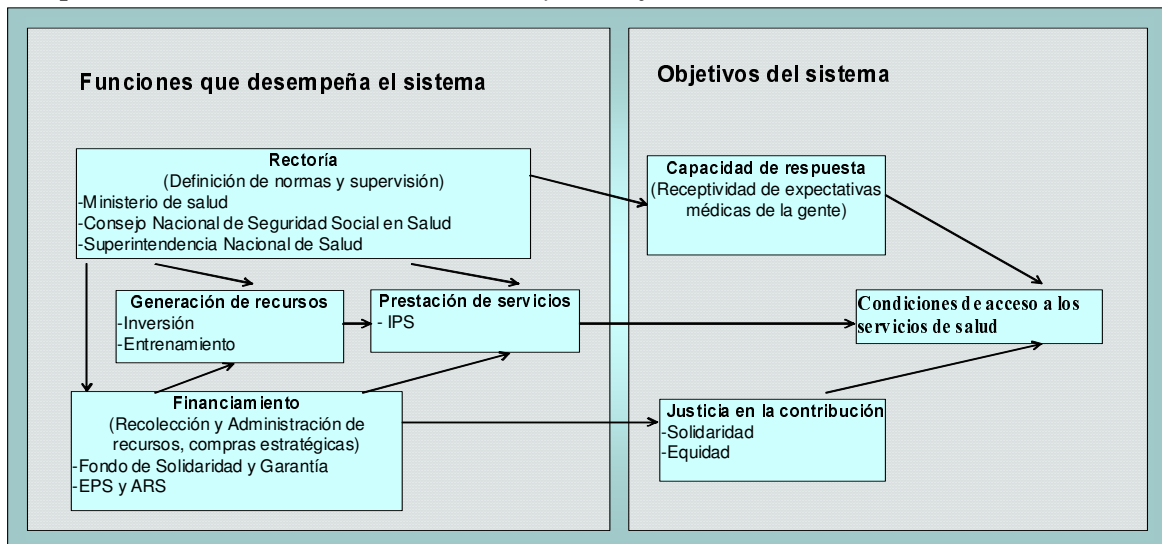 Funciones que desempeña el sistema
Objetivos del sistema
Rectoría
(Definición de normas y supervisión)
-Ministerio de salud
-Consejo Nacional de Seguridad Social en Salud
-Superintendencia Nacional de Salud
Capacidad de respuesta
(Receptividad de expectativas
médicas de la gente)
Generación de recursos
-Inversión
-Entrenamiento
Prestación de servicios
- IPS
Condiciones de acceso a los
servicios de salud
Financiamiento
(Recolección y Administración de
recursos, compras estratégicas)
-Fondo de Solidaridad y Garantía
-EPS y ARS
Justicia en la contribución
-Solidaridad
-Equidad